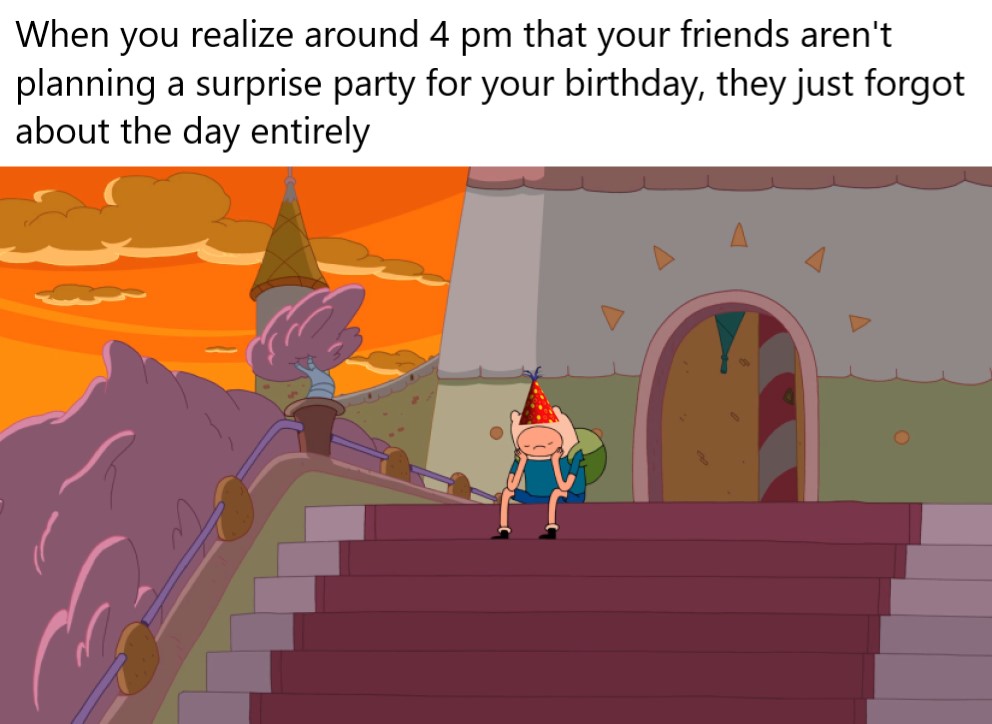 When you realize around 4 pm that your friends aren't
planning a surprise party for your birthday, they just forgot
about the day entirely